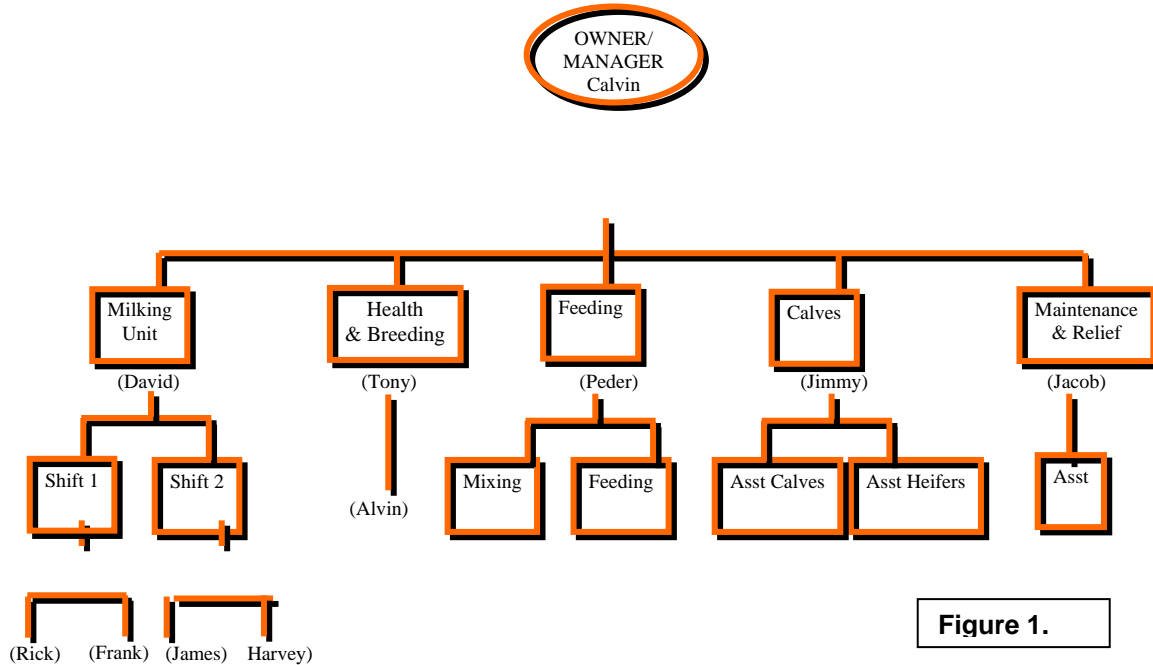 OWNER/
MANAGER
Calvin
Milking
Unit
Health
& Breeding
Feeding
Calves
Maintenance
& Relief
(David)
(Tony)
(Peder)
(Jimmy)
(Jacob)
Shift 1
Shift 2
Mixing
Feeding
Asst Calves
Asst Heifers
Asst
(Alvin)
(Rick)
(Frank)
(James)
Harvey)
Figure 1.